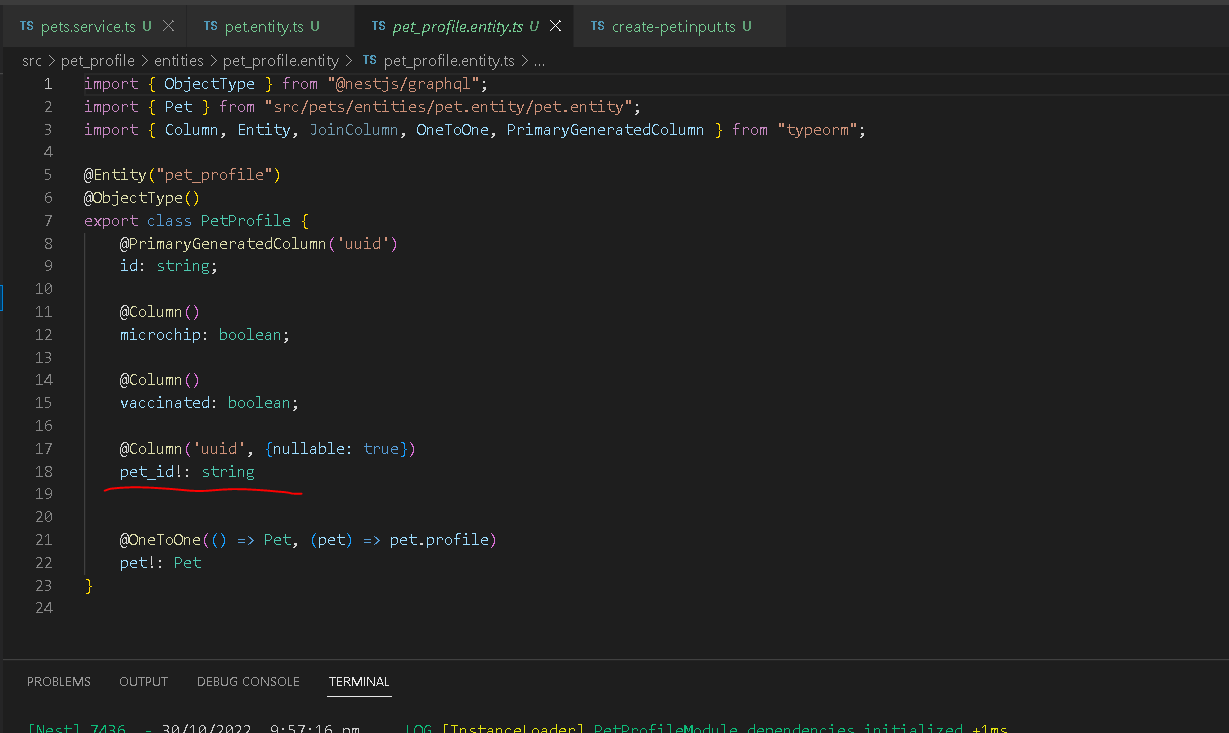 TS pets.service.ts U
TS pet.entity.ts U
TS pet_profile.entity.ts U
TS create-pet.input.ts U
src > pet_profile > entities > pet_profile.entity > TS pet_profile.entity.ts > ...
1 import { ObjectType } from "@nestjs/graphql";
2 import { Pet } from "src/pets/entities/pet.entity/pet.entity";
3 import { Column, Entity, JoinColumn, OneToOne, PrimaryGeneratedColumn } from "typeorm";
4
5 @Entity("pet_profile")
6 @ObjectType()
7 export class PetProfile {
8 @PrimaryGeneratedColumn('uuid')
9 id: string;
10
11 @Column()
12 microchip: boolean;
13
14 @Column()
15 vaccinated: boolean;
16
17 @Column('uuid', {nullable: true})
18 pet_id!: string
19
20
21 @OneToOne(() => Pet, (pet) => pet.profile)
22 pet!: Pet
23 }
24
PROBLEMS OUTPUT DEBUG CONSOLE TERMINAL
[Nest] 7436 - 30/10/2022, 9:57:16 pm LOG [InstanceLoader] PetProfileModule dependencies initialized +1ms